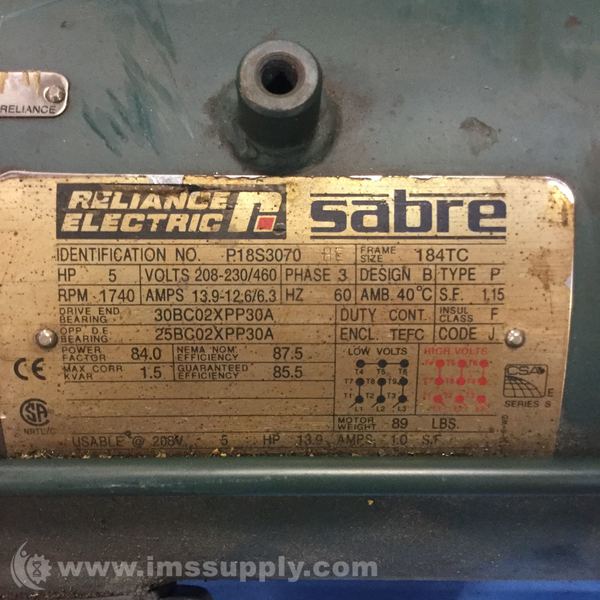 RELIANCE
RELIANCE ELECTRIC R sabre
IDENTIFICATION NO. P18S3070 FRAME SIZE 184TC
HP 5 VOLTS 208-230/460 PHASE 3 DESIGN B TYPE P
RPM 1740 AMPS 13.9-12.6/6.3 HZ 60 AMB. 40°C S.F. 1.15
DRIVE END BEARING 30BC02XPP30A DUTY CONT. INSUL CLASS F
OPP. D.E. BEARING 25BC02XPP30A ENCL. TEFC CODE J
POWER FACTOR 84.0 NEMA NOM EFFICIENCY 87.5 LOW VOLTS HIGH VOLTS
CE MAX CORR KVAR 1.5 GUARANTEED EFFICIENCY 85.5
T4 T5 T6
T7 T8 T9
T1 T2 T3
L1 L2 L3
CSA E
SERIES S
SA
NRTL/C
MOTOR WEIGHT 89 LBS.
USABLE @ 208V. 5 HP 13.9 AMPS 1.0 S.F.
www.imssupply.com